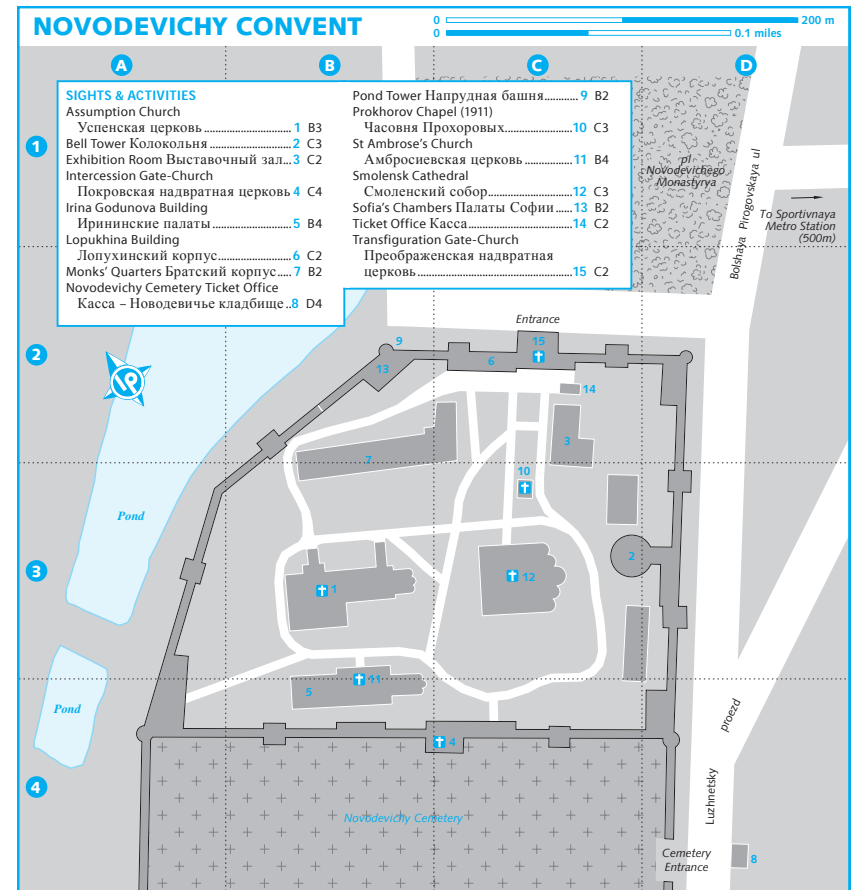 NOVODEVICHY CONVENT
0 200 m
0 0.1 miles
A B C D
SIGHTS & ACTIVITIES
Assumption Church
Успенская церковь ........................ 1 B3
Bell Tower Колокольня ................... 2 C3
Exhibition Room Выставочный зал... 3 C2
Intercession Gate-Church
Покровская надвратная церковь 4 C4
Irina Godunova Building
Ирининские палаты ...................... 5 B4
Lopukhina Building
Лопухинский корпус ..................... 6 C2
Monks' Quarters Братский корпус .... 7 B2
Novodevichy Cemetery Ticket Office
Касса – Новодевичье кладбище .. 8 D4
Pond Tower Напрудная башня ............ 9 B2
Prokhorov Chapel (1911)
Часовня Прохоровых ................... 10 C3
St Ambrose's Church
Амбросиевская церковь ............... 11 B4
Smolensk Cathedral
Смоленский собор ....................... 12 C3
Sofia's Chambers Палаты Софии ..... 13 B2
Ticket Office Касса ........................ 14 C2
Transfiguration Gate-Church
Преображенская надвратная
церковь ..................................... 15 C2
1
pl
Novodevichego
Monastyrya
Bolshaya Pirogovskaya ul
To Sportivnaya
Metro Station
(500m)
Entrance
2
9
13
6
15
14
7
3
10
Pond
3
1
12
2
5
11
Pond
4
4
Novodevichy Cemetery
Luzhnetsky proezd
Cemetery
Entrance
8